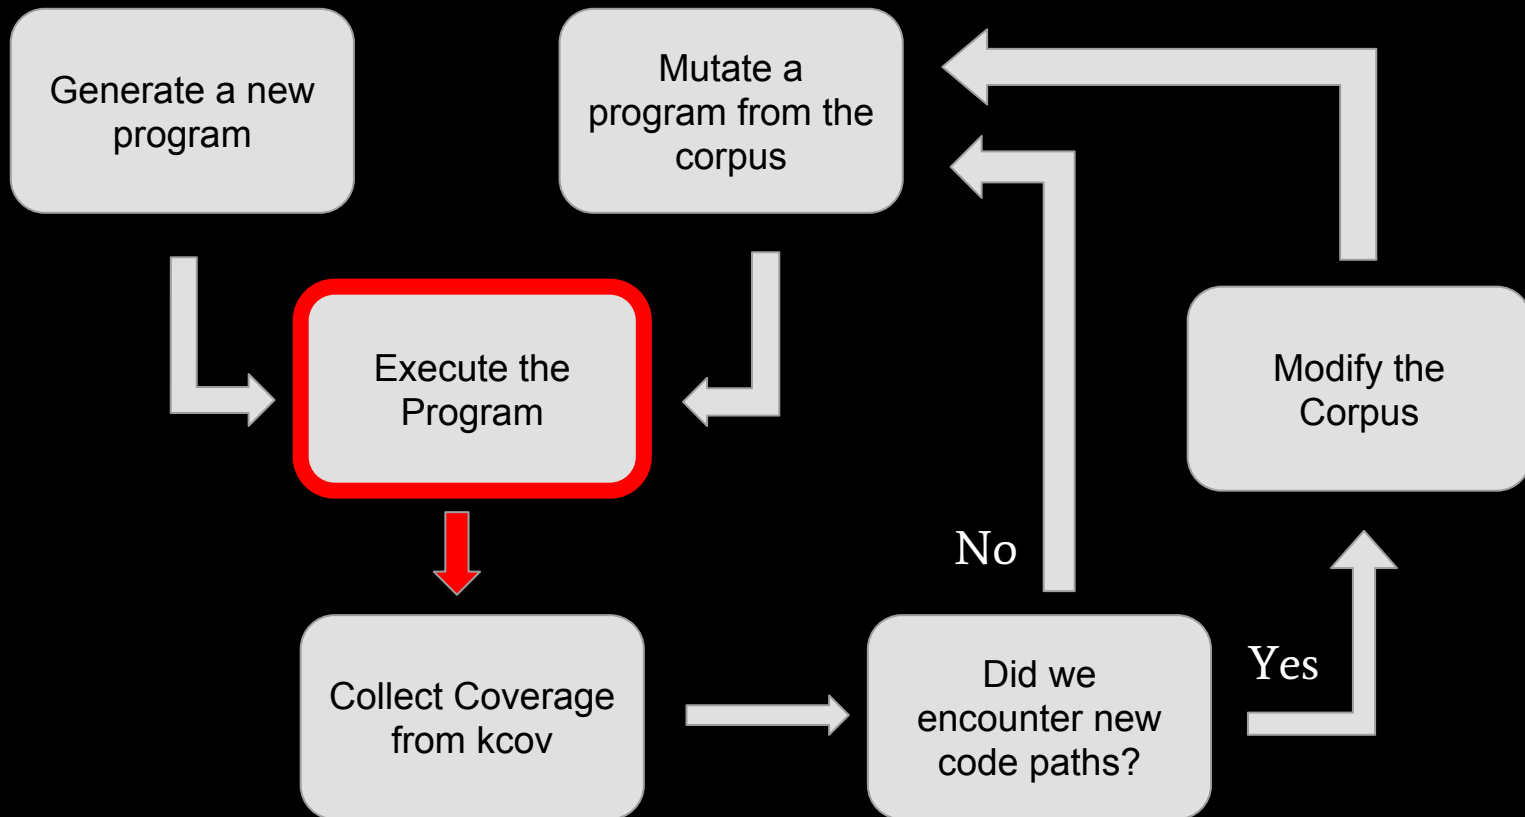 Generate a new
program
Mutate a
program from the
corpus
Execute the
Program
Modify the
Corpus
No
Yes
Collect Coverage
from kcov
Did we
encounter new
code paths?